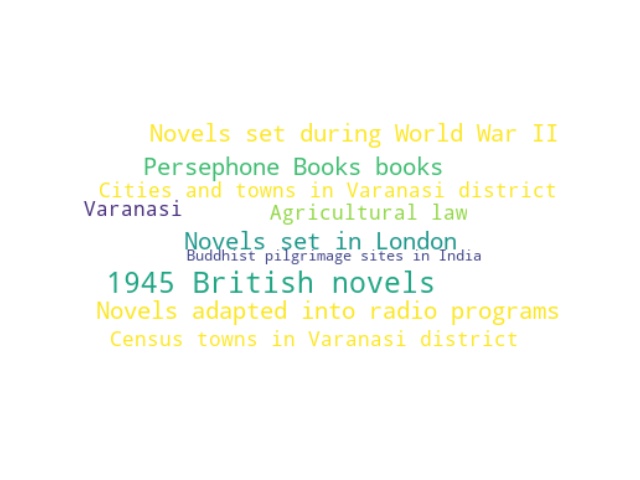 Novels set during World War II
Persephone Books books
Cities and towns in Varanasi district
Varanasi
Agricultural law
Novels set in London
Buddhist pilgrimage sites in India
1945 British novels
Novels adapted into radio programs
Census towns in Varanasi district